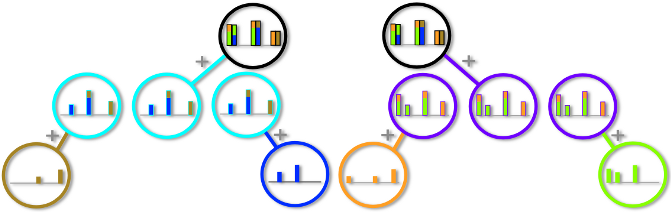 + +
+ + + +